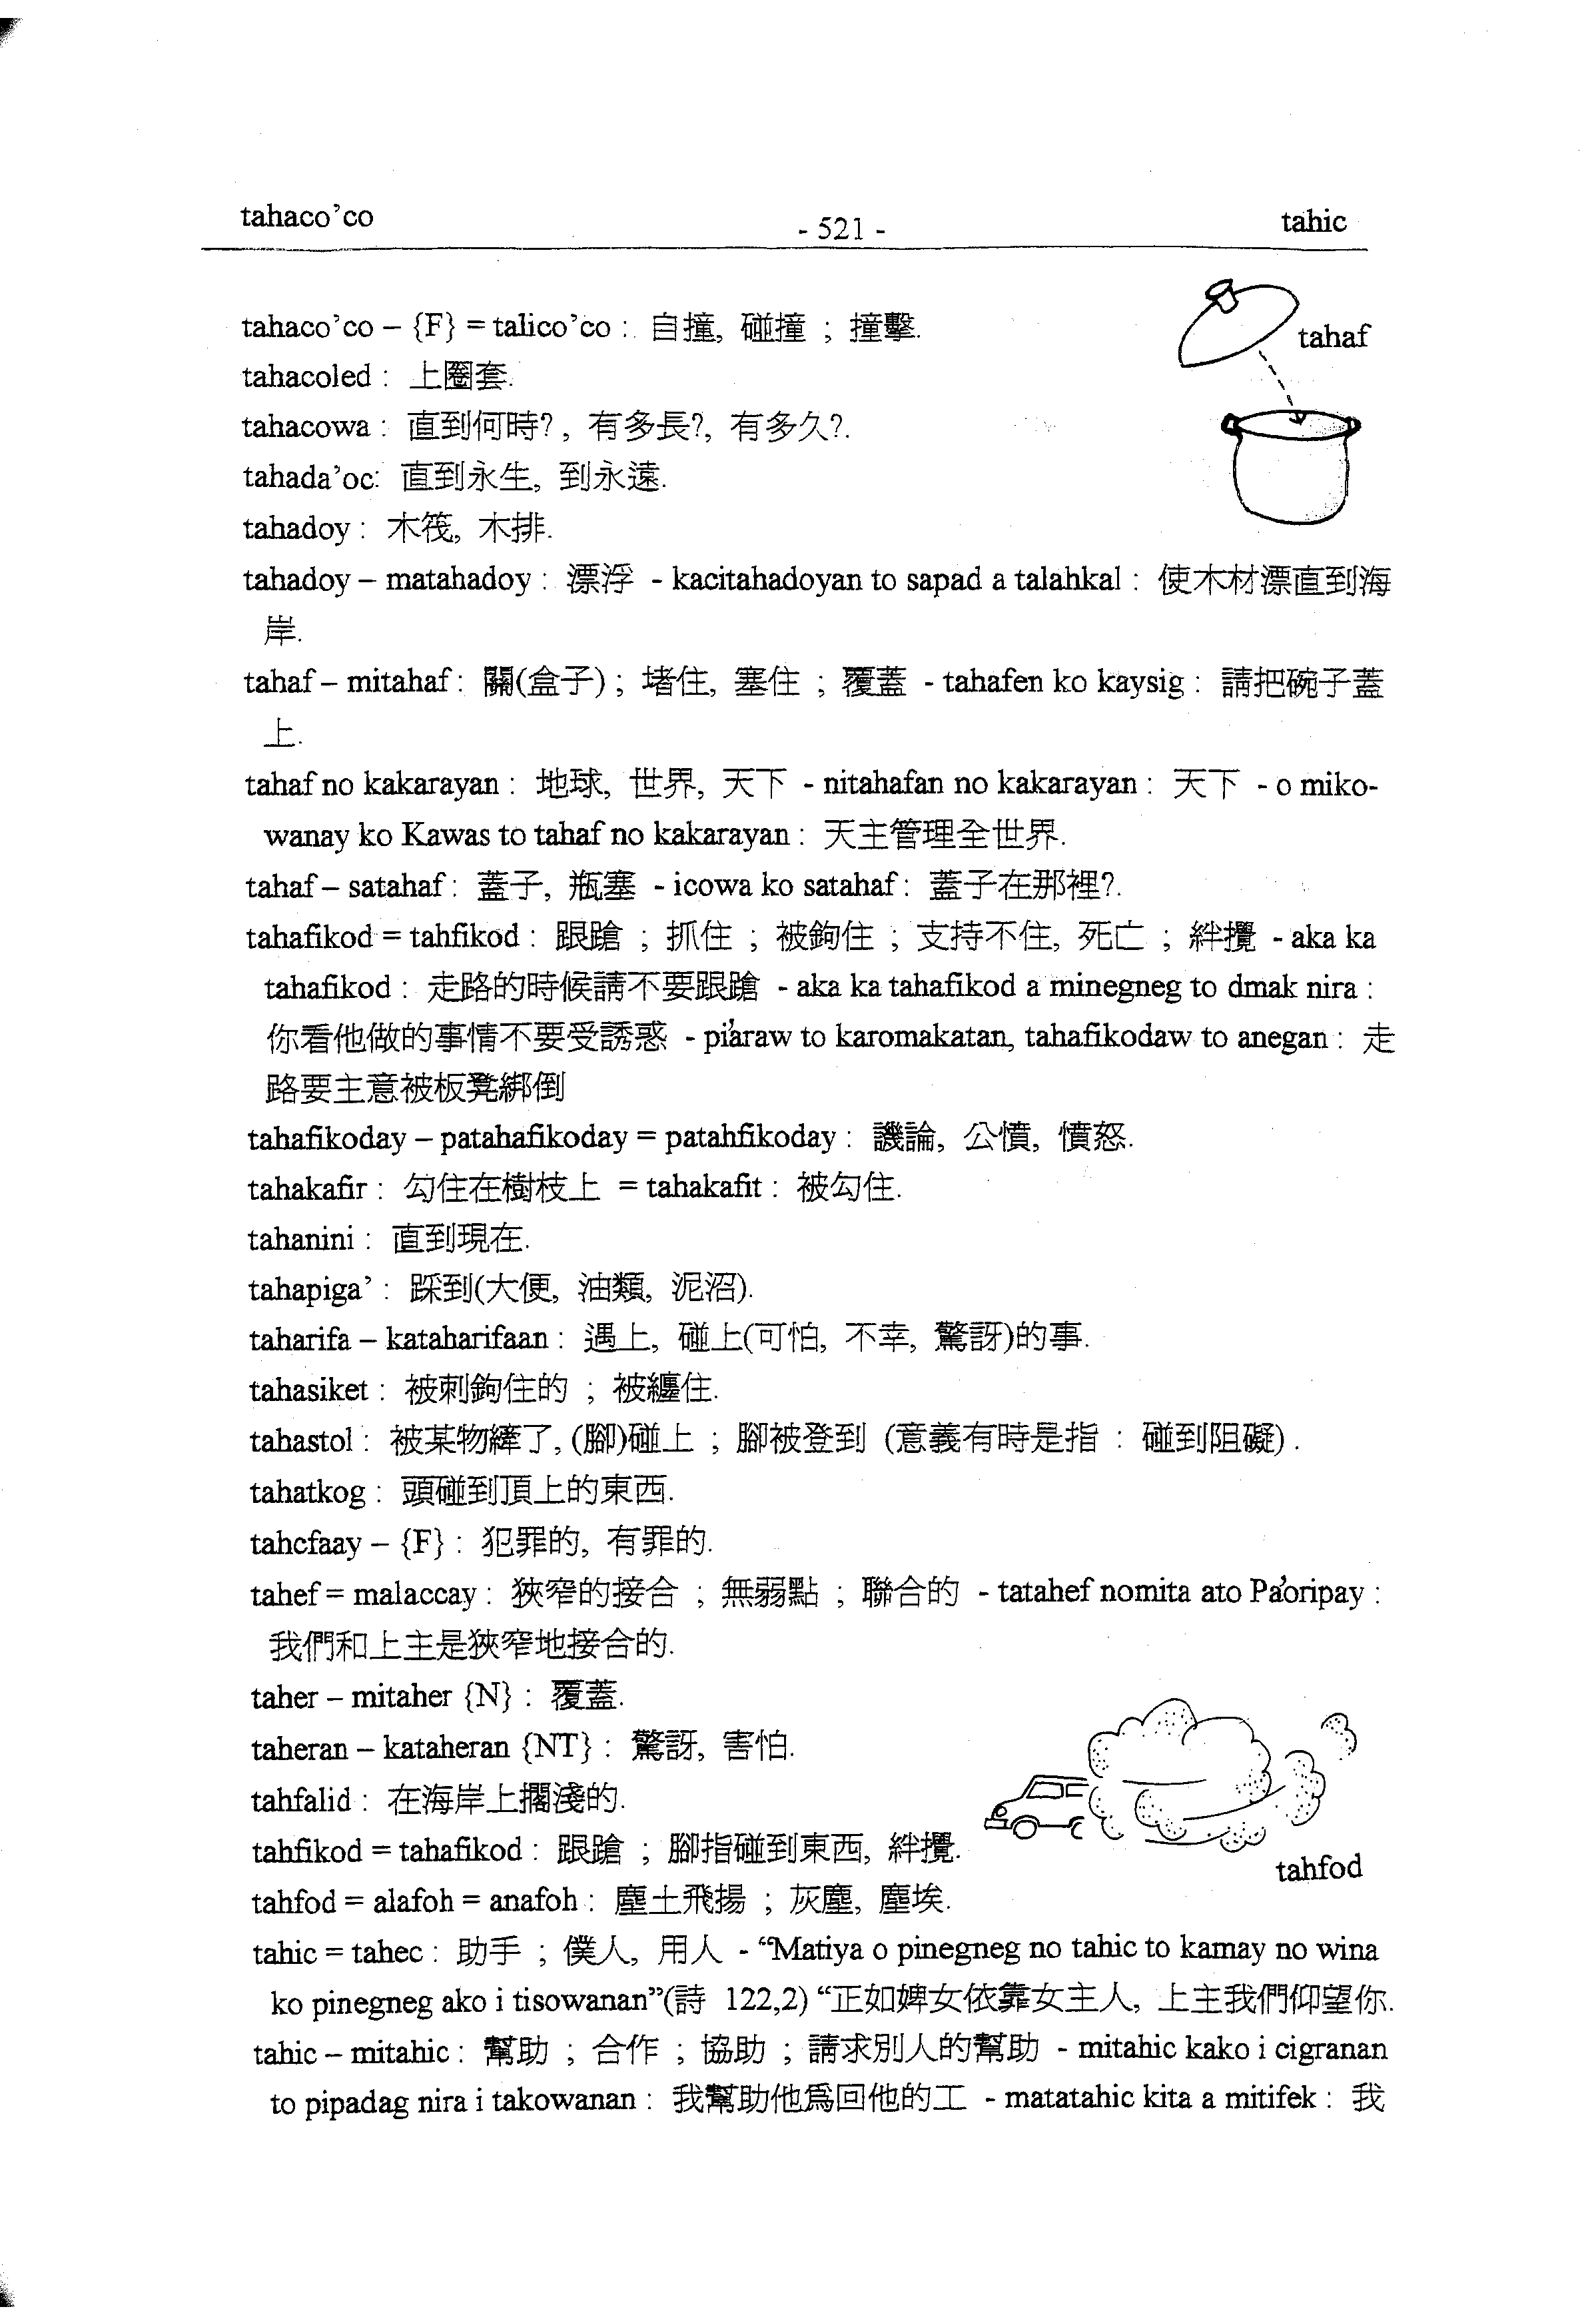 tahaco’co
- 521 -
tahic
tahaco’co – {F} = talico’co : 自撞, 碰撞 ; 撞擊.
tahaf
tahacoled : 上圈套.
tahacowa : 直到何時? , 有多長?, 有多久?.
tahada’oc: 直到永生, 到永遠.
tahadoy : 木筏, 木排.
tahadoy – matahadoy : 漂浮 - kacitahadoyan to sapad a talahkal : 使木材漂直到海
岸.
tahaf – mitahaf : 關(盒子) ; 堵住, 塞住 ; 覆蓋 - tahafen ko kaysig : 請把碗子蓋
上.
tahaf no kakarayan : 地球, 世界, 天下 - nitahafan no kakarayan : 天下 - o miko-
wanay ko Kawas to tahaf no kakarayan : 天主管理全世界.
tahaf – satahaf : 蓋子, 瓶塞 - icowa ko satahaf : 蓋子在那裡?.
tahafikod = tahfikod : 踉蹌 ; 抓住 ; 被鉤住 ; 支持不住, 死亡 ; 絆攪 - aka ka
tahafikod : 走路的時候請不要踉蹌 - aka ka tahafikod a minegneg to dmak nira :
你看他做的事情不要受誘惑 - pi’araw to karomakatan, tahafikodaw to anegan : 走
路要主意被板凳綁倒
tahafikoday – patahafikoday = patahfikoday : 譏論, 公憤, 憤怒.
tahakafir : 勾住在樹枝上 = tahakafit : 被勾住.
tahanini : 直到現在.
tahapiga’ : 踩到(大便, 油類, 泥沼).
taharifa – kataharifaan : 遇上, 碰上(可怕, 不幸, 驚訝)的事.
tahasiket : 被刺鉤住的 ; 被纏住.
tahastol : 被某物縴了, (腳)碰上 ; 腳被登到 (意義有時是指 : 碰到阻礙) .
tahatkog : 頭碰到頂上的東西.
tahcfaay – {F} : 犯罪的, 有罪的.
tahef = malaccay : 狹窄的接合 ; 無弱點 ; 聯合的 - tatahef nomita ato Pa’oripay :
我們和上主是狹窄地接合的.
taher – mitaher {N} : 覆蓋.
taheran – kataheran {NT} : 驚訝, 害怕.
tahfalid : 在海岸上擱淺的.
tahfikod = tahafikod : 踉蹌 ; 腳指碰到東西, 絆攪.
tahfod
tahfod = alafoh = anafoh : 塵土飛揚 ; 灰塵, 塵埃.
tahic = tahec : 助手 ; 僕人, 用人 - “Matiya o pinegneg no tahic to kamay no wina
ko pinegneg ako i tisowanan”(詩 122,2) “正如婢女依靠女主人, 上主我們仰望你.
tahic – mitahic : 幫助 ; 合作 ; 協助 ; 請求別人的幫助 - mitahic kako i cigranan
to pipadag nira i takowanan : 我幫助他爲回他的工 - matatahic kita a mitifek : 我